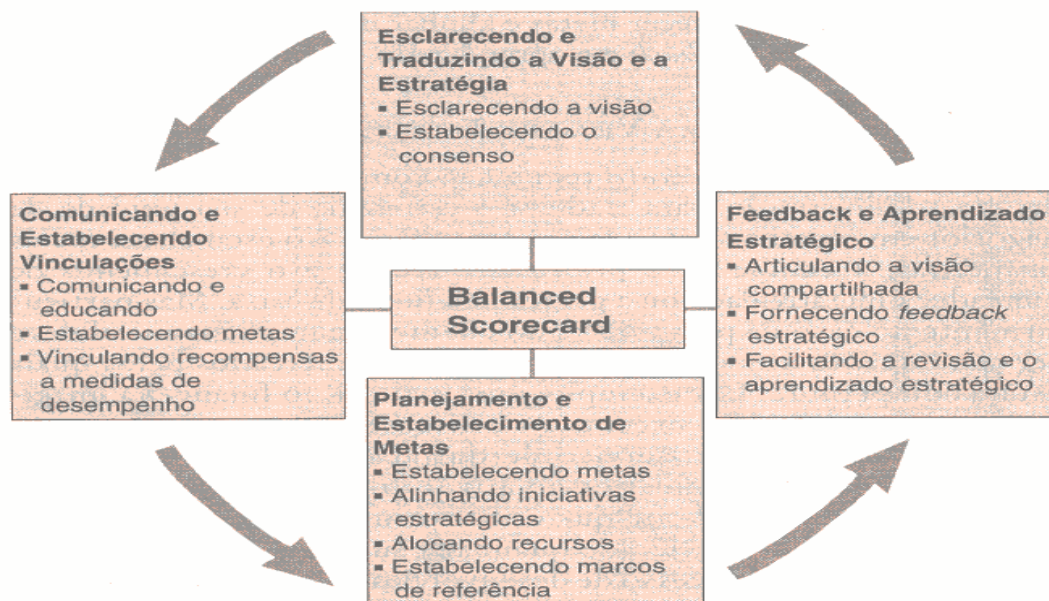 Esclarecendo e
Traduzindo a Visão e a
Estratégia
▪ Esclarecendo a visão
▪ Estabelecendo o
consenso
Comunicando e
Estabelecendo
Vinculações
▪ Comunicando e
educando
▪ Estabelecendo metas
▪ Vinculando recompensas
a medidas de
desempenho
Balanced
Scorecard
Feedback e Aprendizado
Estratégico
▪ Articulando a visão
compartilhada
▪ Fornecendo feedback
estratégico
▪ Facilitando a revisão e o
aprendizado estratégico
Planejamento e
Estabelecimento de
Metas
▪ Estabelecendo metas
▪ Alinhando iniciativas
estratégicas
▪ Alocando recursos
▪ Estabelecendo marcos
de referência